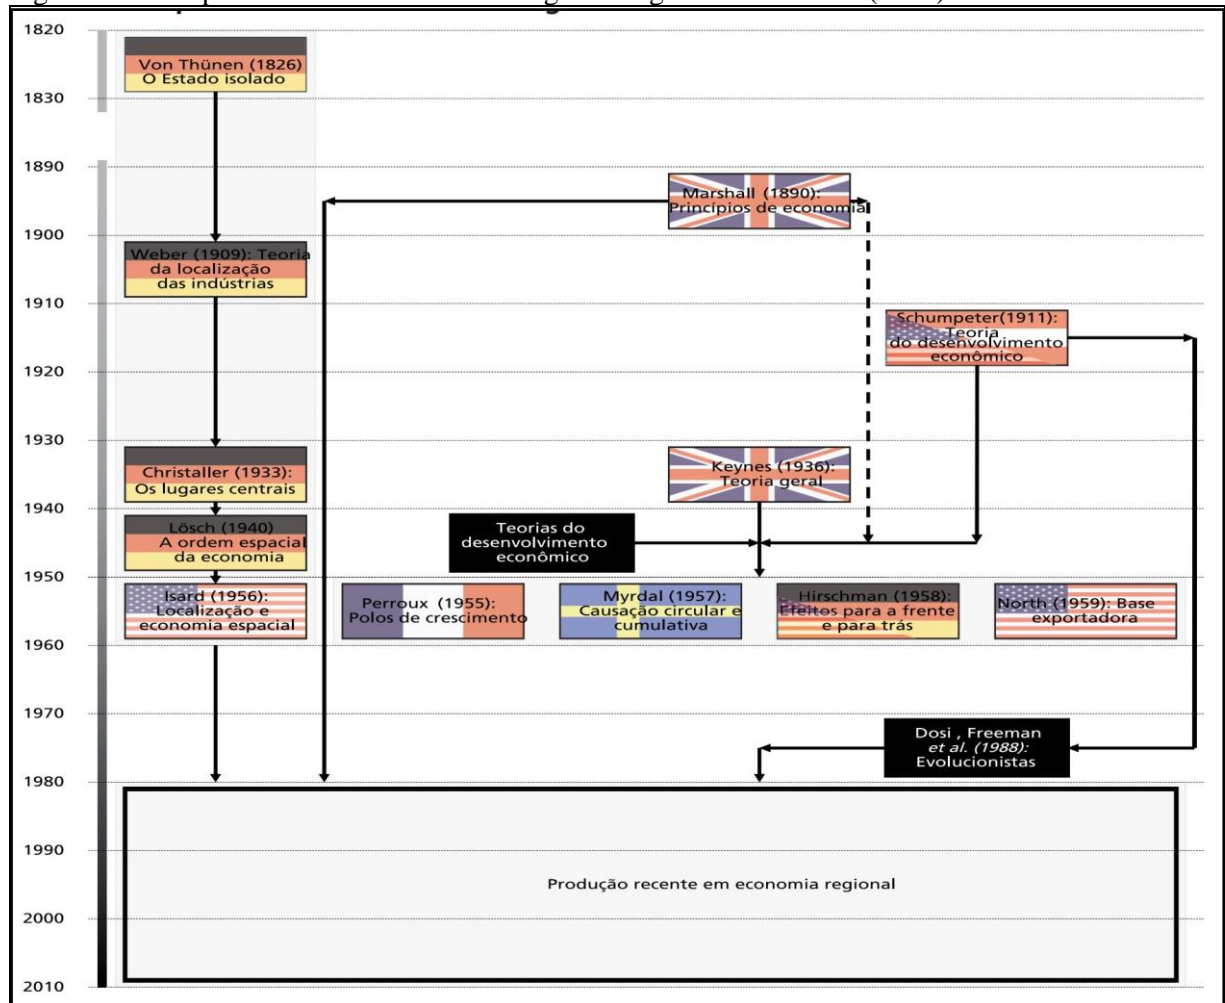 1820
Von Thünen (1826)
O Estado isolado
1830
1890
Marshall (1890):
Princípios de economia
1900
Weber (1909): Teoria
da localização
das indústrias
1910
Schumpeter(1911):
Teoria
do desenvolvimento
econômico
1920
1930
Christaller (1933):
Os lugares centrais
Keynes (1936):
Teoria geral
1940
Lösch (1940)
A ordem espacial
da economia
Teorias do
desenvolvimento
econômico
1950
Isard (1956):
Localização e
economia espacial
Perroux (1955):
Polos de crescimento
Myrdal (1957):
Causação circular e
cumulativa
Hirschman (1958):
Efeitos para a frente
e para trás
North (1959): Base
exportadora
1960
1970
Dosi , Freeman
et al. (1988):
Evolucionistas
1980
1990
Produção recente em economia regional
2000
2010